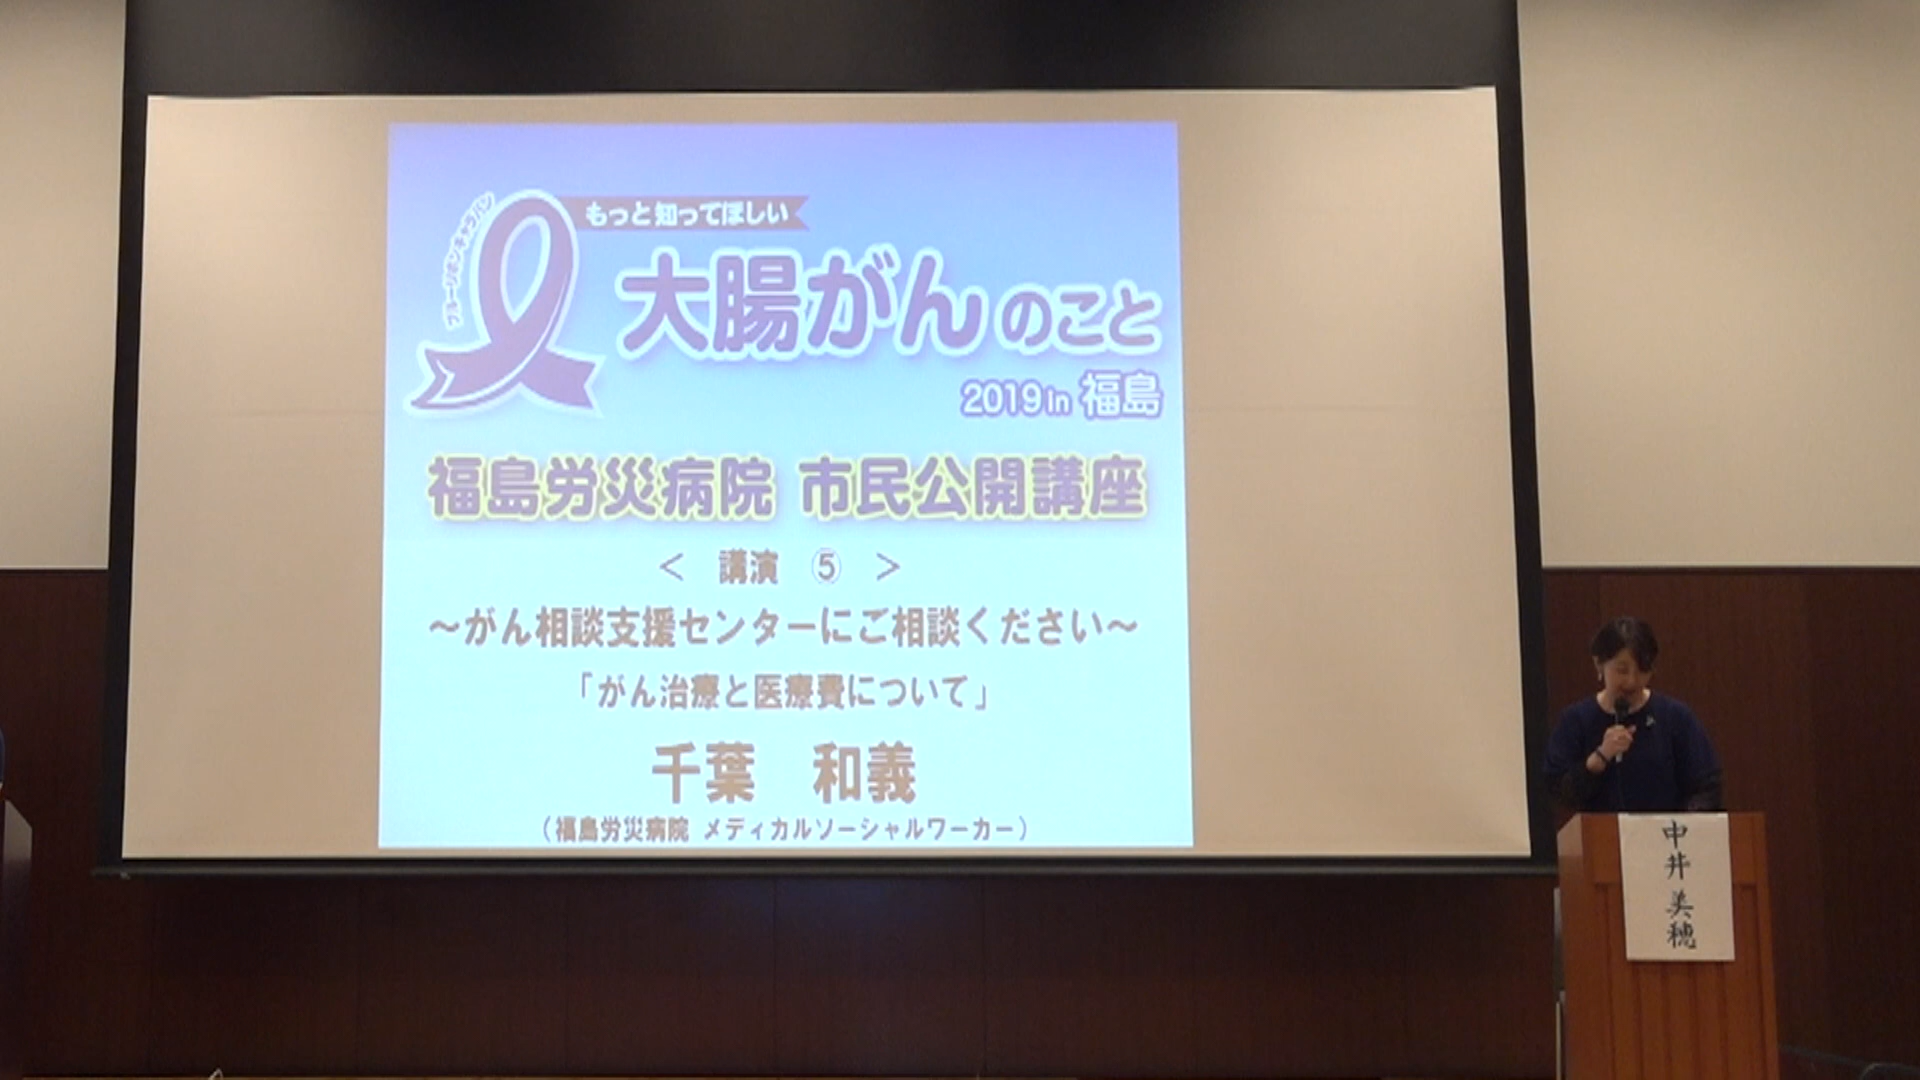 ブルーリボンキャラバン
もっと知ってほしい
大腸がんのこと
2019 in 福島
福島労災病院 市民公開講座
＜ 講演 ⑤ ＞
～がん相談支援センターにご相談ください～
「がん治療と医療費について」
千葉 和義
（福島労災病院 メディカルソーシャルワーカー）
中井 美穂